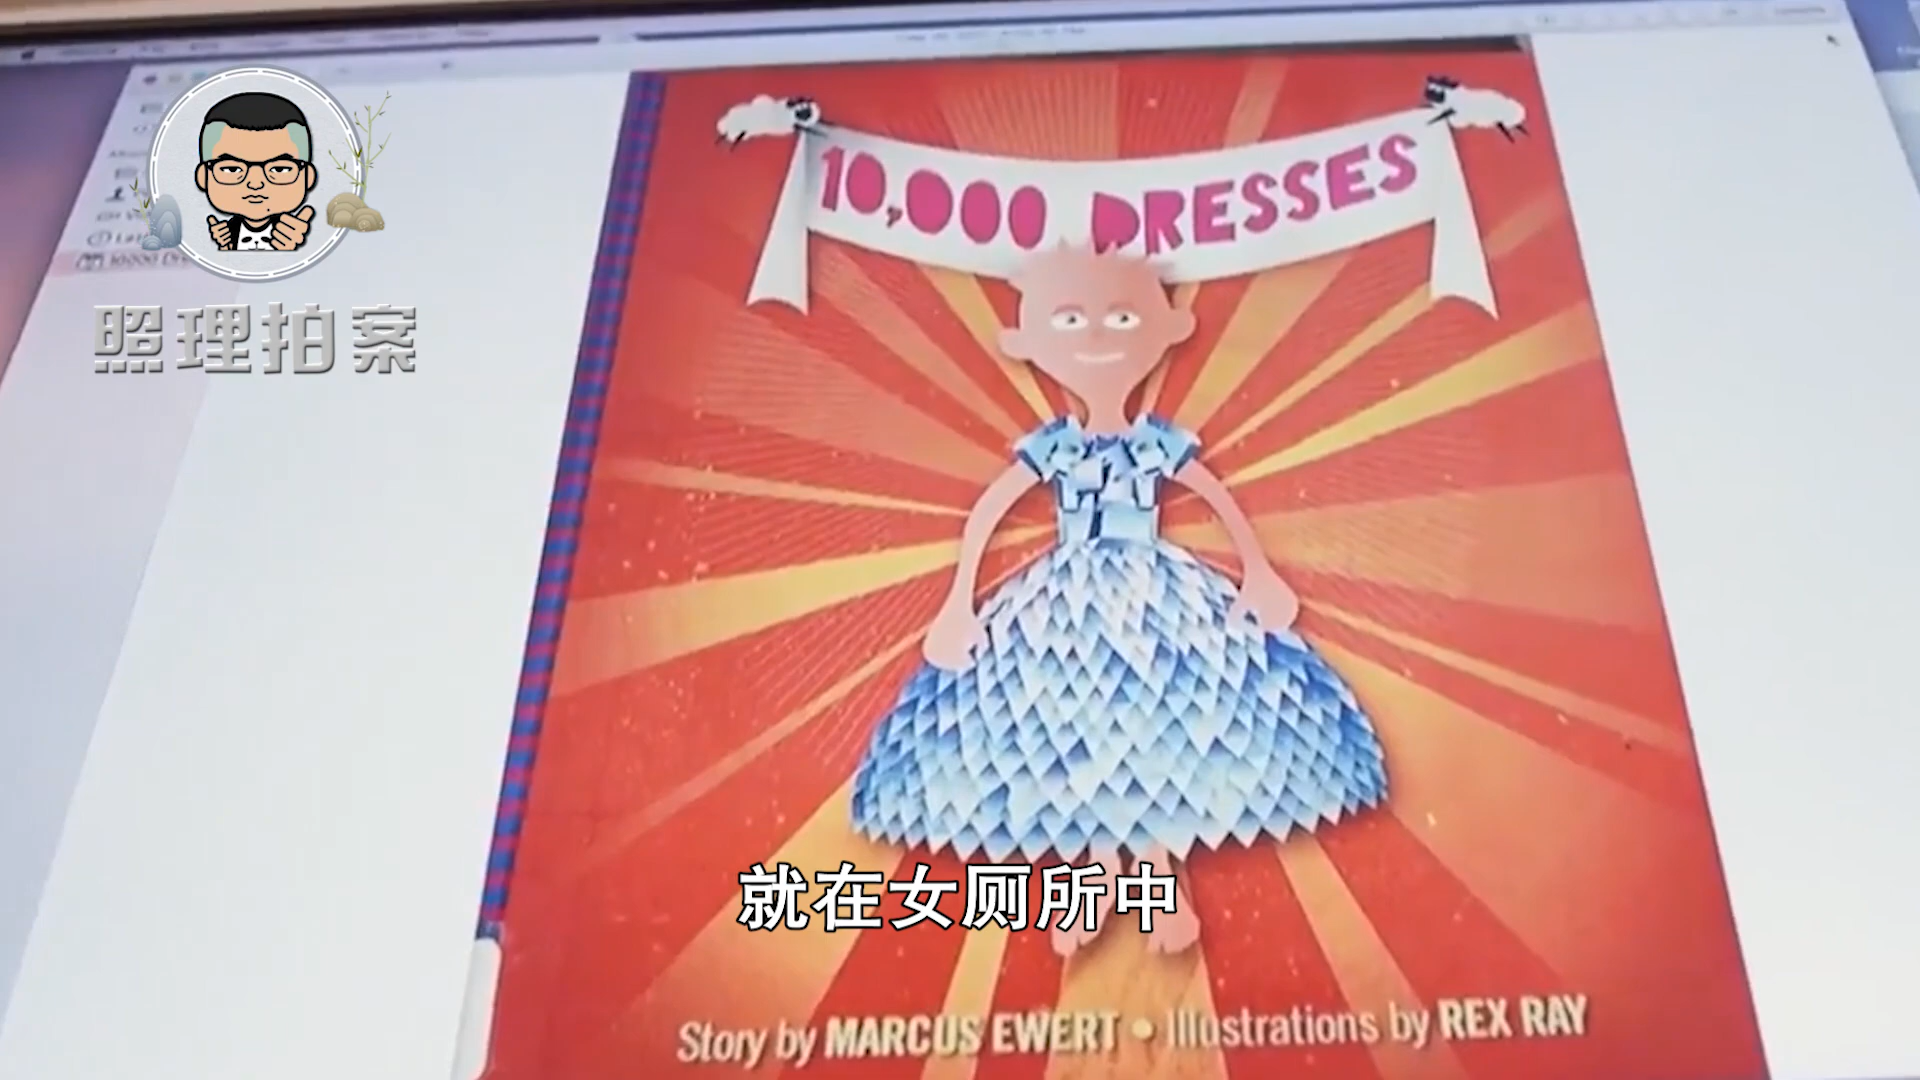 10,000 DRESSES
照理拍案
就在女厕所中
Story by MARCUS EWERT • Illustrations by REX RAY